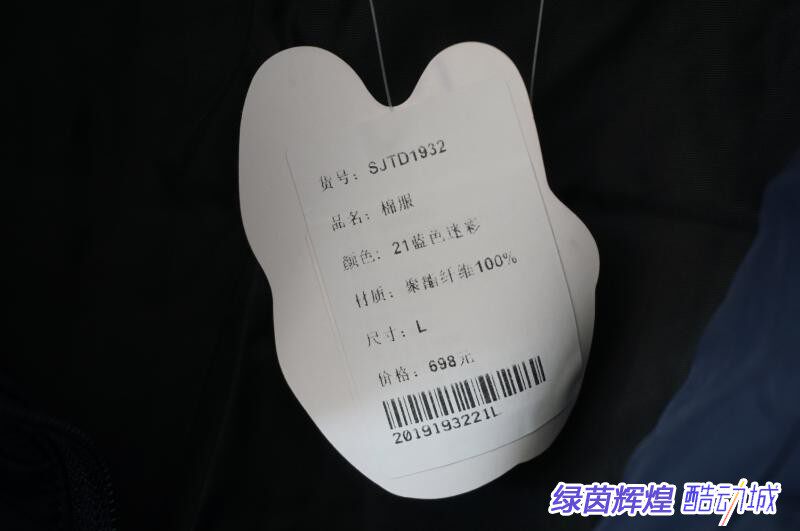 货号: SJTD1932
品名: 棉服
颜色: 21蓝色迷彩
材质: 聚酯纤维100%
尺寸: L
价格: 698元
2019193221L
绿茵辉煌 酷动城